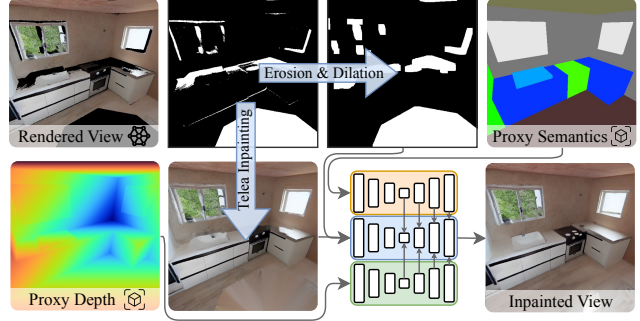 Erosion & Dilation
Rendered View
Proxy Semantics
Telea Inpainting
Proxy Depth
Inpainted View